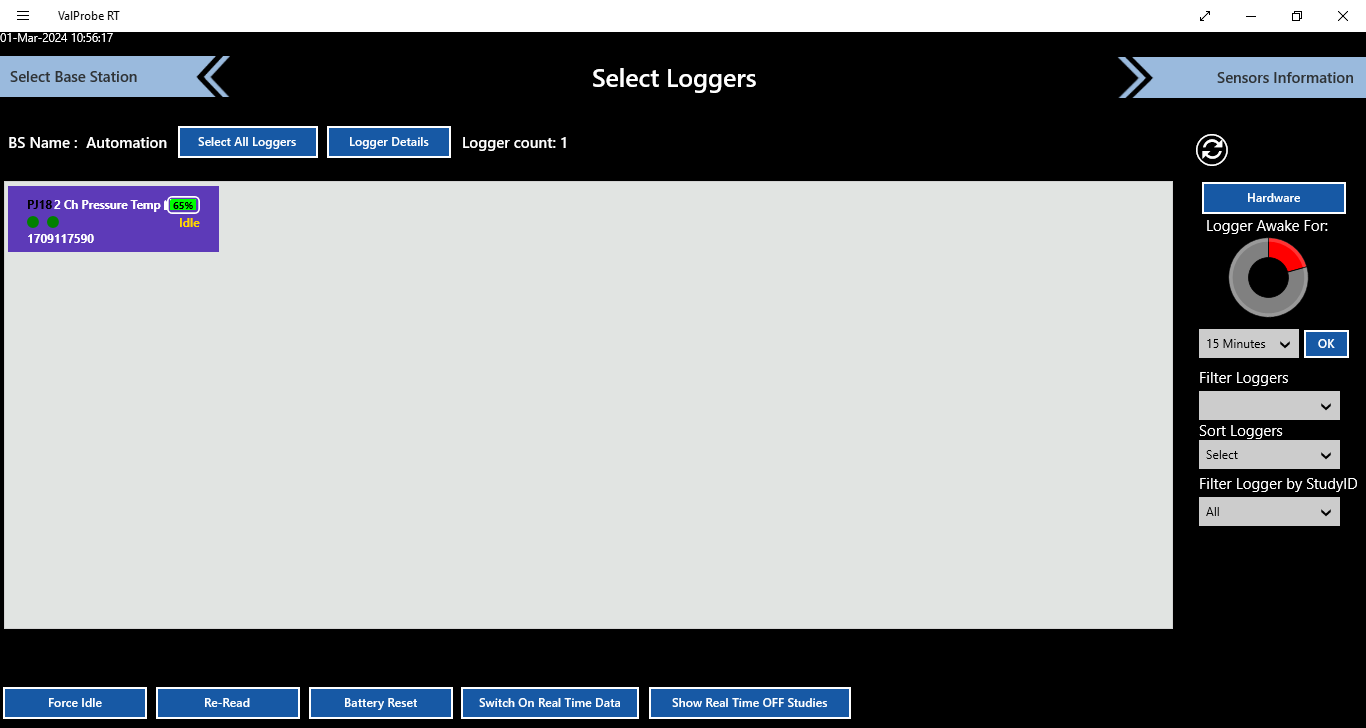 ValProbe RT
01-Mar-2024 10:56:17
Select Base Station
Select Loggers
Sensors Information
BS Name : Automation
Select All Loggers
Logger Details
Logger count: 1
PJ18 2 Ch Pressure Temp 65%
Idle
1709117590
Hardware
Logger Awake For:
15 Minutes
OK
Filter Loggers
Sort Loggers
Select
Filter Logger by StudyID
All
Force Idle
Re-Read
Battery Reset
Switch On Real Time Data
Show Real Time OFF Studies